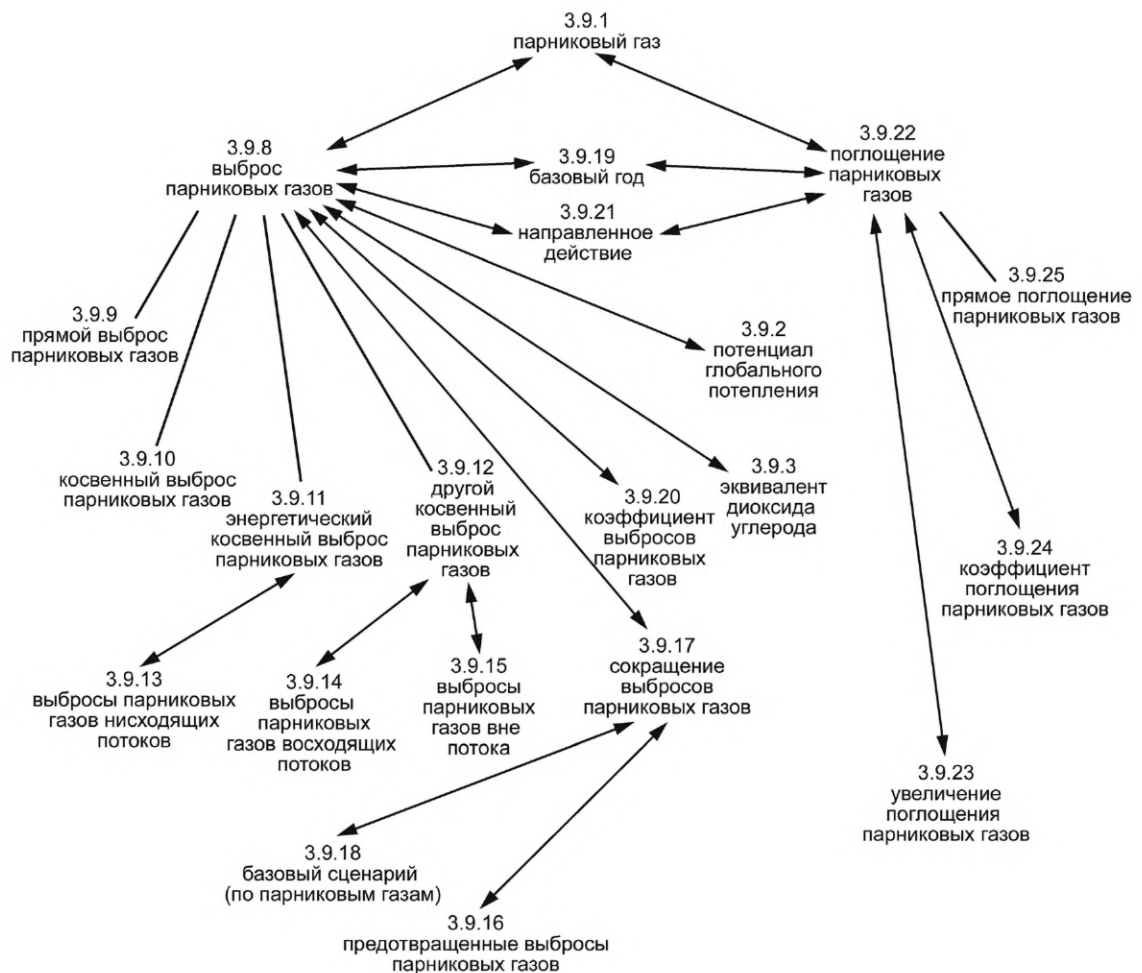 3.9.1
парниковый газ
3.9.8
выброс
парниковых газов
3.9.19
базовый год
3.9.22
поглощение
парниковых
газов
3.9.21
направленное
действие
3.9.9
прямой выброс
парниковых газов
3.9.25
прямое поглощение
парниковых газов
3.9.2
потенциал
глобального
потепления
3.9.10
косвенный выброс
парниковых газов
3.9.11
энергетический
косвенный выброс
парниковых газов
3.9.12
другой
косвенный
выброс
парниковых
газов
3.9.20
коэффициент
выбросов
парниковых
газов
3.9.3
эквивалент
диоксида
углерода
3.9.24
коэффициент
поглощения
парниковых газов
3.9.13
выбросы парниковых
газов нисходящих
потоков
3.9.14
выбросы
парниковых
газов восходящих
потоков
3.9.15
выбросы
парниковых
газов вне
потока
3.9.17
сокращение
выбросов
парниковых газов
3.9.23
увеличение
поглощения
парниковых газов
3.9.18
базовый сценарий
(по парниковым газам)
3.9.16
предотвращенные выбросы
парниковых газов